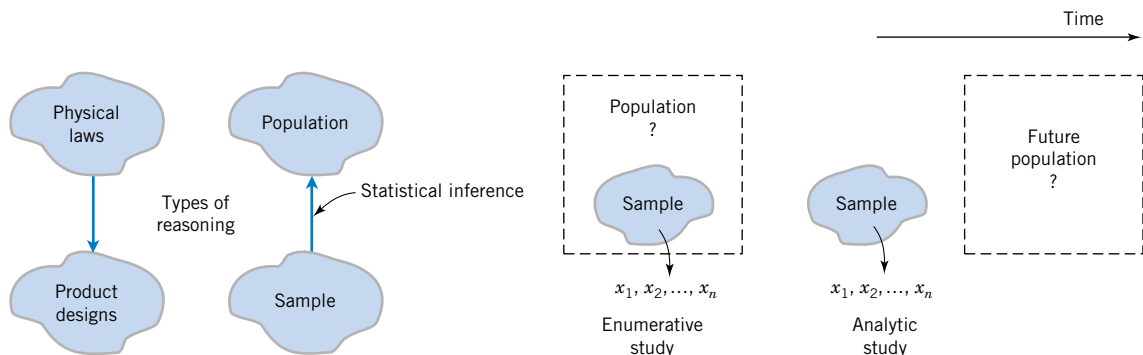 Physical
laws
Types of
reasoning
Product
designs
Population
Statistical inference
Sample
Time
Population
?
Sample
x₁, x₂,..., xₙ
Enumerative
study
Sample
x₁, x₂,..., xₙ
Analytic
study
Future
population
?